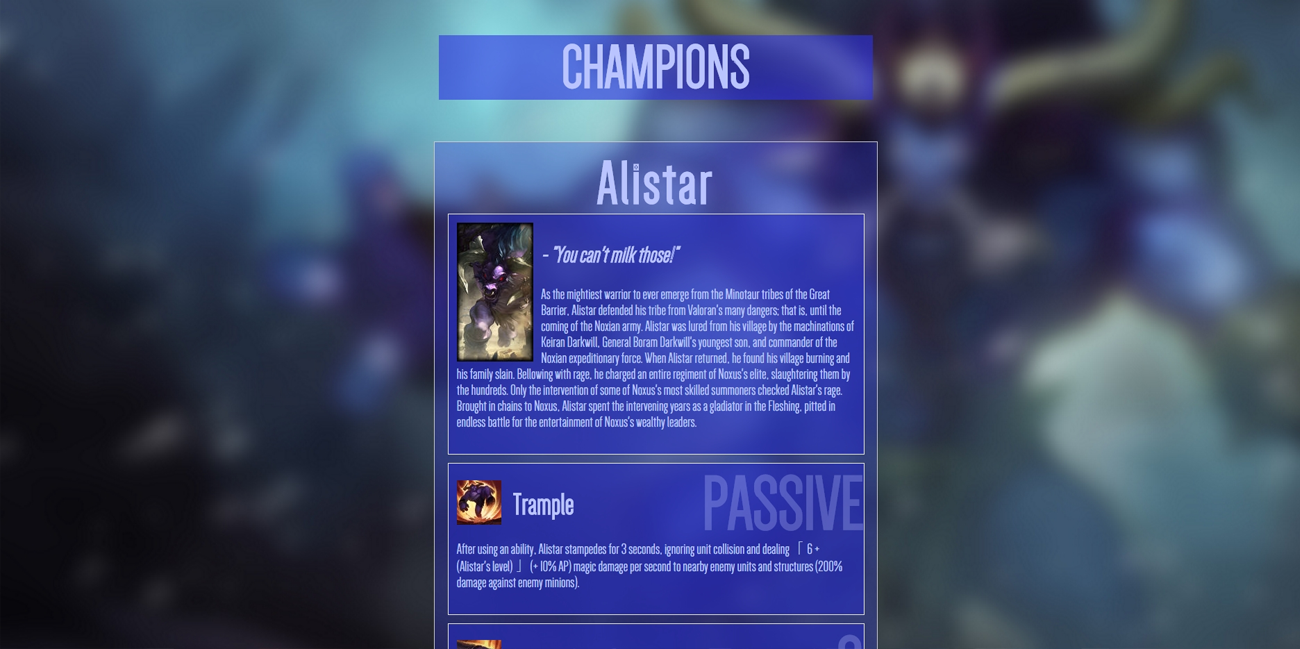 CHAMPIONS
Alistar
- "You can't milk those!"
As the mightiest warrior to ever emerge from the Minotaur tribes of the Great
Barrier, Alistar defended his tribe from Valoran's many dangers; that is, until the
coming of the Noxian army. Alistar was lured from his village by the machinations of
Keiran Darkwill, General Boram Darkwill's youngest son, and commander of the
Noxian expeditionary force. When Alistar returned, he found his village burning and
his family slain. Bellowing with rage, he charged an entire regiment of Noxus's elite, slaughtering them by
the hundreds. Only the intervention of some of Noxus's most skilled summoners checked Alistar's rage.
Brought in chains to Noxus, Alistar spent the intervening years as a gladiator in the Fleshing, pitted in
endless battle for the entertainment of Noxus's wealthy leaders.
Trample
PASSIVE
After using an ability, Alistar stampedes for 3 seconds, ignoring unit collision and dealing 「 6 +
(Alistar's level) 」 (+ 10% AP) magic damage per second to nearby enemy units and structures (200%
damage against enemy minions).